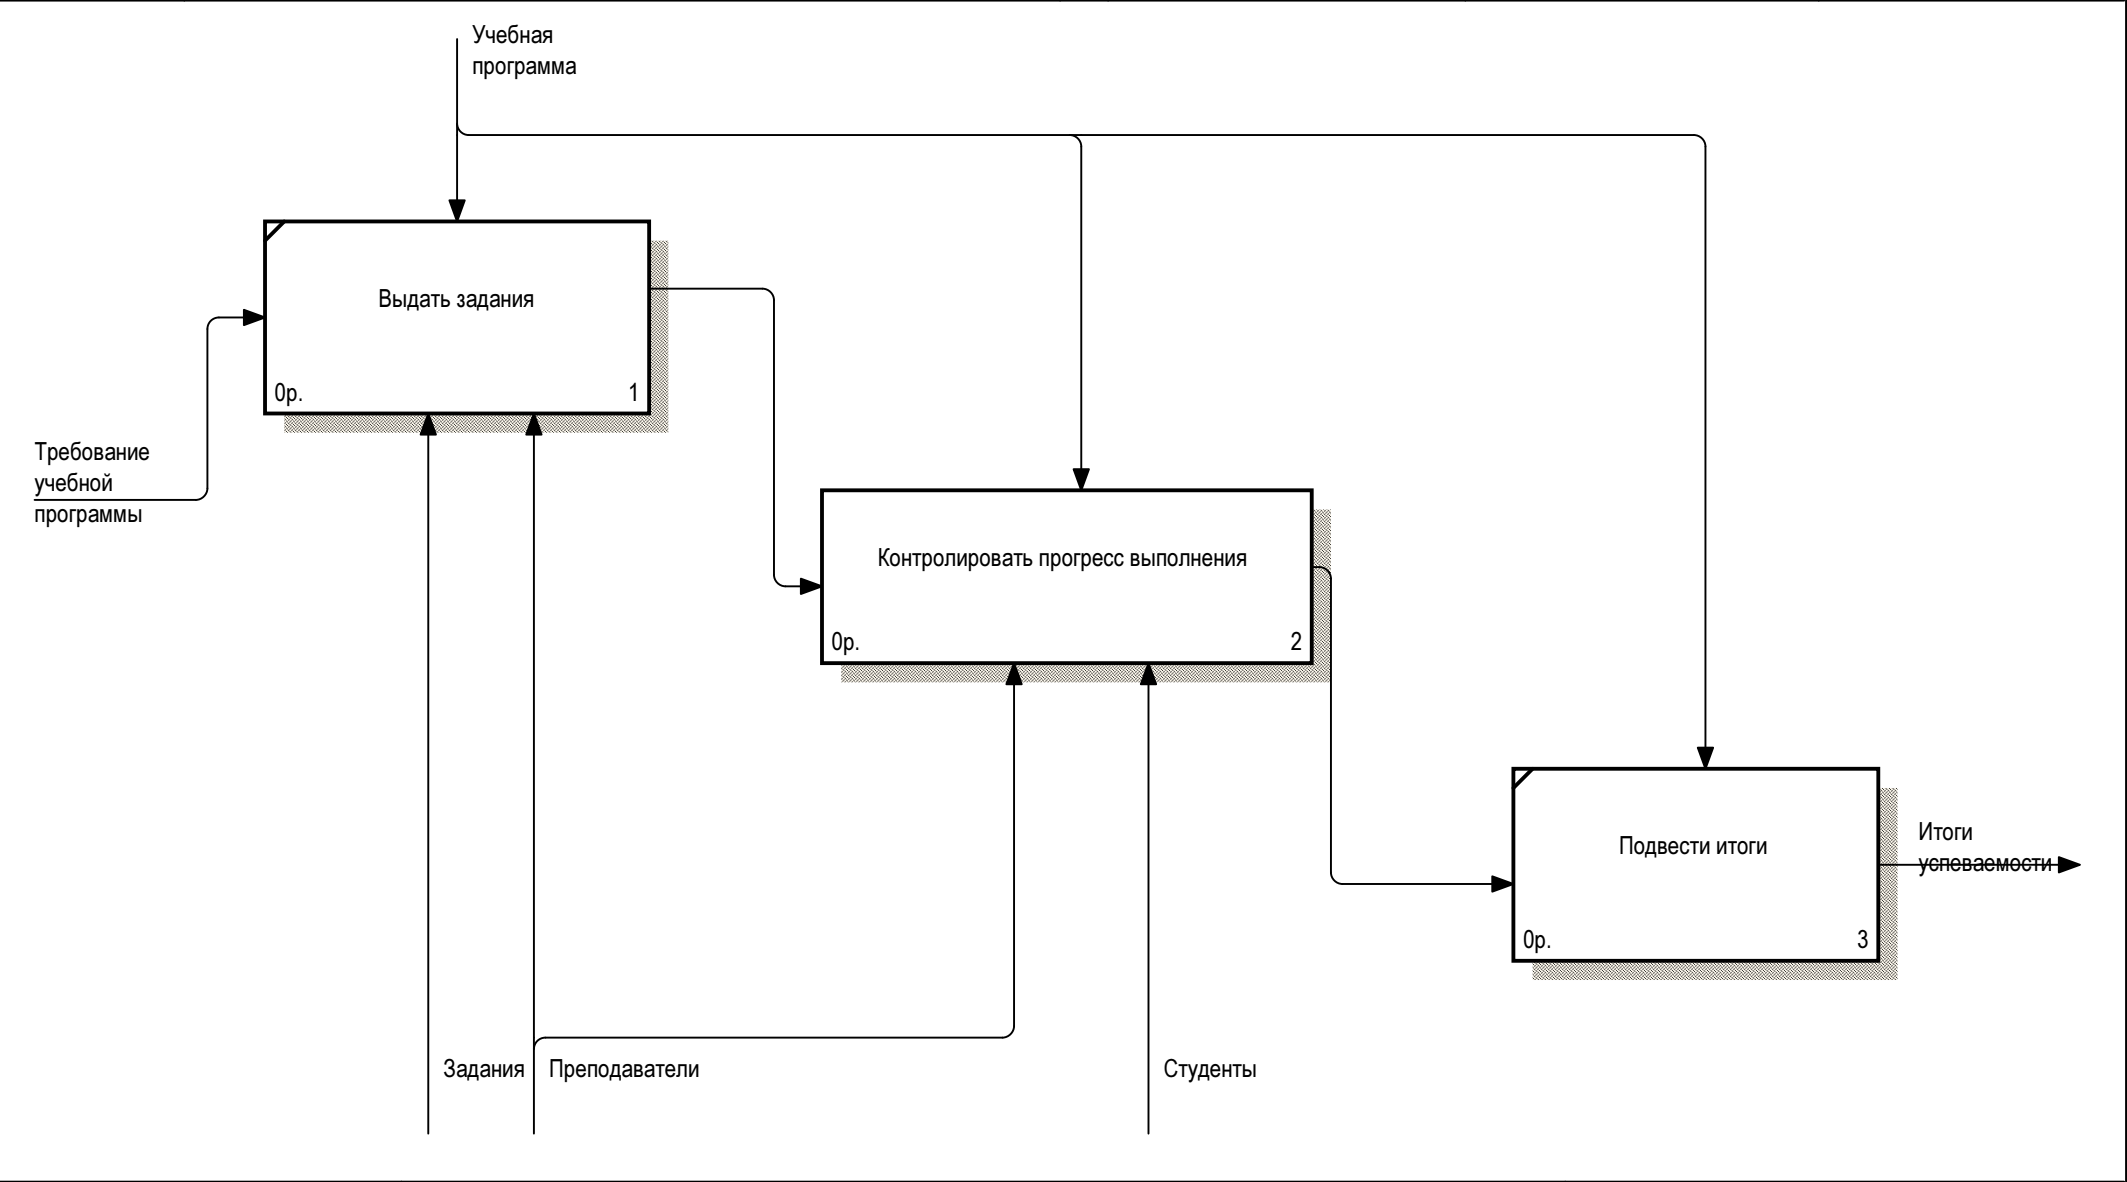 Учебная
программа
Выдать задания
0р.
1
Требование
учебной
программы
Контролировать прогресс выполнения
0р.
2
Подвести итоги
0р.
3
Итоги
успеваемости
Задания
Преподаватели
Студенты